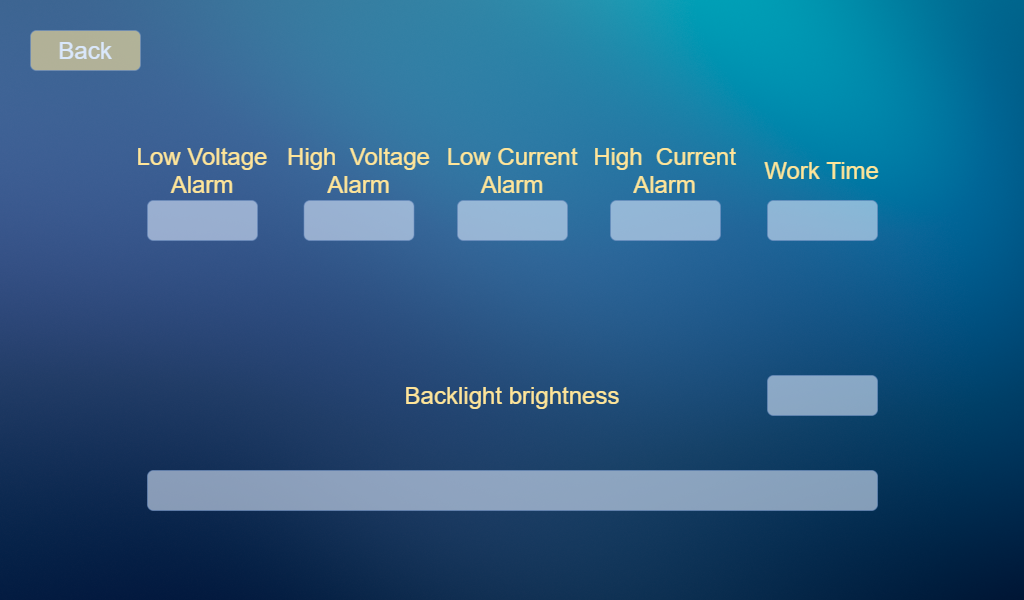 Back
Low Voltage
Alarm
High  Voltage
Alarm
Low Current
Alarm
High  Current
Alarm
Work Time
Backlight brightness